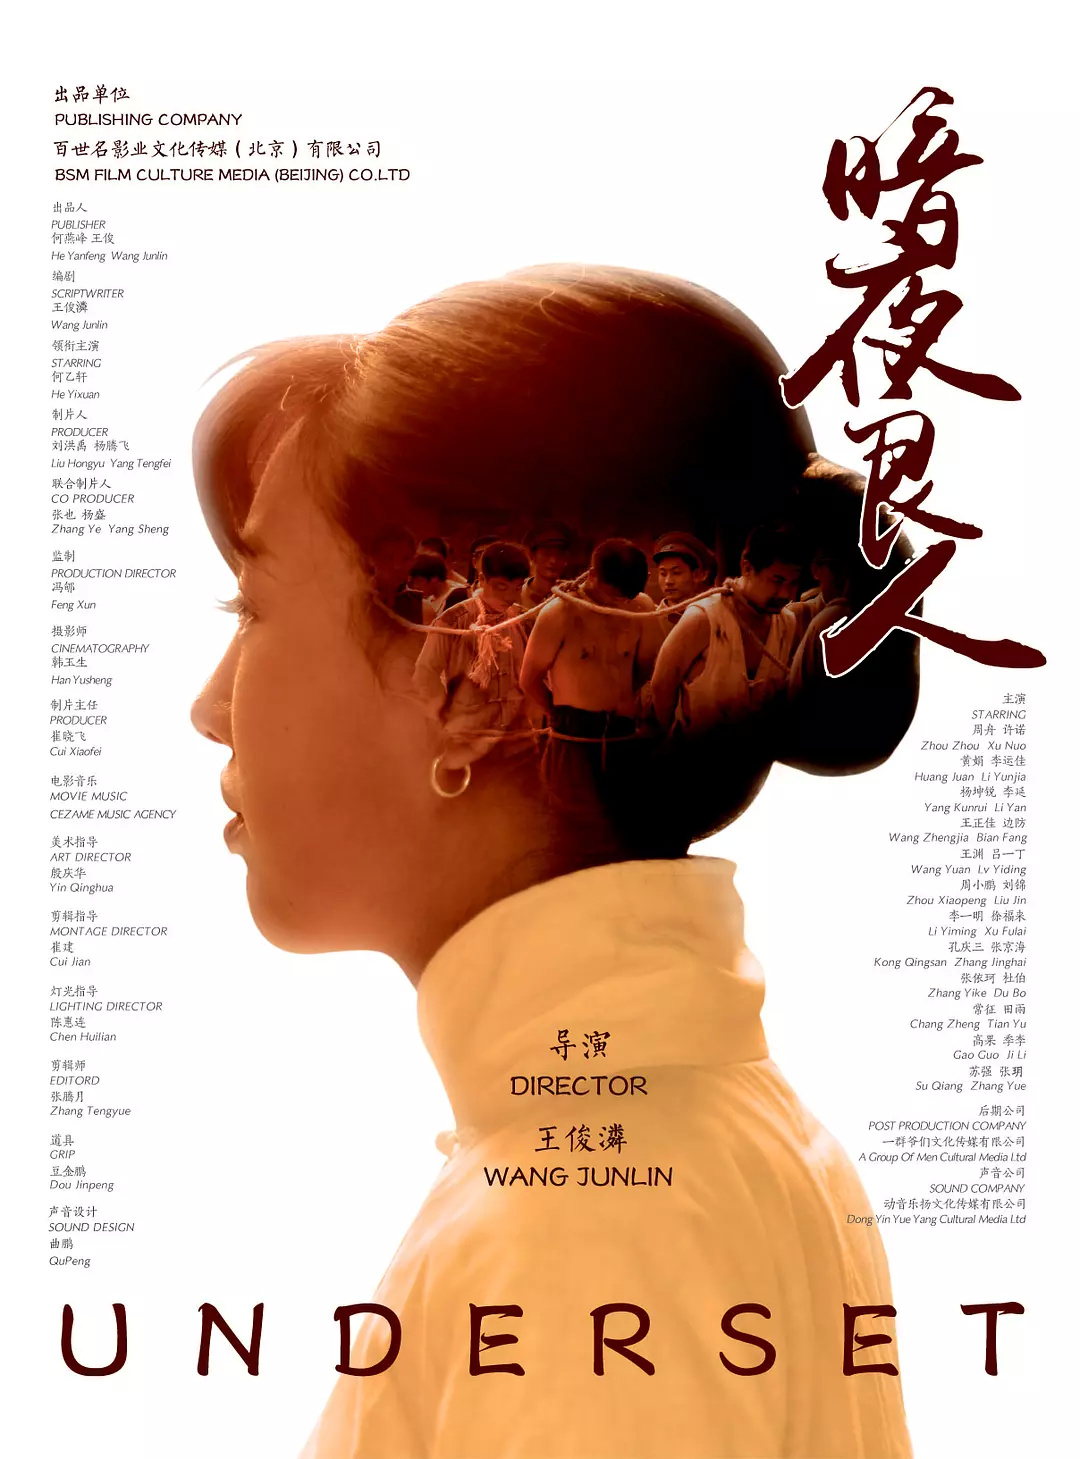 出品单位
PUBLISHING COMPANY
百世名影业文化传媒（北京）有限公司
BSM FILM CULTURE MEDIA (BEIJING) CO.LTD
出品人
PUBLISHER
何燕峰 王俊
He Yanfeng Wang Junlin
编剧
SCRIPTWRITER
王俊潾
Wang Junlin
领衔主演
STARRING
何乙轩
He Yixuan
制片人
PRODUCER
刘洪禹 杨腾飞
Liu Hongyu Yang Tengfei
联合制片人
CO PRODUCER
张也 杨盛
Zhang Ye Yang Sheng
监制
PRODUCTION DIRECTOR
冯郇
Feng Xun
摄影师
CINEMATOGRAPHY
韩玉生
Han Yusheng
制片主任
PRODUCER
崔晓飞
Cui Xiaofei
电影音乐
MOVIE MUSIC
CEZAME MUSIC AGENCY
美术指导
ART DIRECTOR
殷庆华
Yin Qinghua
剪辑指导
MONTAGE DIRECTOR
崔建
Cui Jian
灯光指导
LIGHTING DIRECTOR
陈惠连
Chen Huilian
剪辑师
EDITORD
张腾月
Zhang Tengyue
道具
GRIP
豆金鹏
Dou Jinpeng
声音设计
SOUND DESIGN
曲鹏
QuPeng
暗夜良人
主演
STARRING
周舟 许诺
Zhou Zhou Xu Nuo
黄娟 李运佳
Huang Juan Li Yunjia
杨坤锐 李延
Yang Kunrui Li Yan
王正佳 边防
Wang Zhengjia Bian Fang
王渊 吕一丁
Wang Yuan Lv Yiding
周小鹏 刘锦
Zhou Xiaopeng Liu Jin
李一明 徐福来
Li Yiming Xu Fulai
孔庆三 张京海
Kong Qingsan Zhang Jinghai
张依珂 杜伯
Zhang Yike Du Bo
常征 田雨
Chang Zheng Tian Yu
高果 季李
Gao Guo Ji Li
苏强 张玥
Su Qiang Zhang Yue
后期公司
POST PRODUCTION COMPANY
一群爷们文化传媒有限公司
A Group Of Men Cultural Media Ltd
声音公司
SOUND COMPANY
动音乐扬文化传媒有限公司
Dong Yin Yue Yang Cultural Media Ltd
导演
DIRECTOR
王俊潾
WANG JUNLIN
UNDERSET